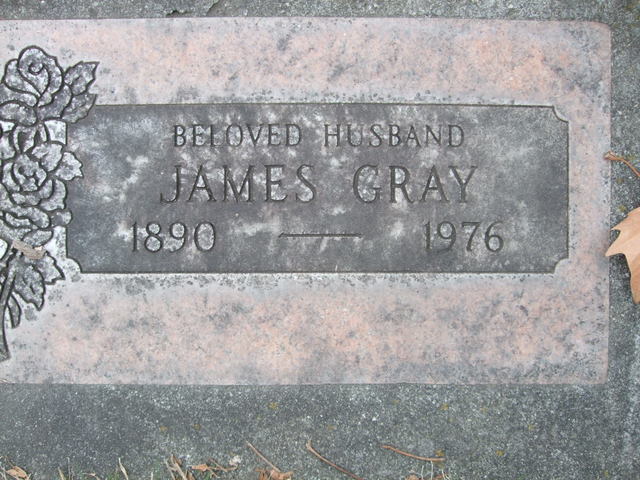 BELOVED HUSBAND
JAMES GRAY
1890 — 1976